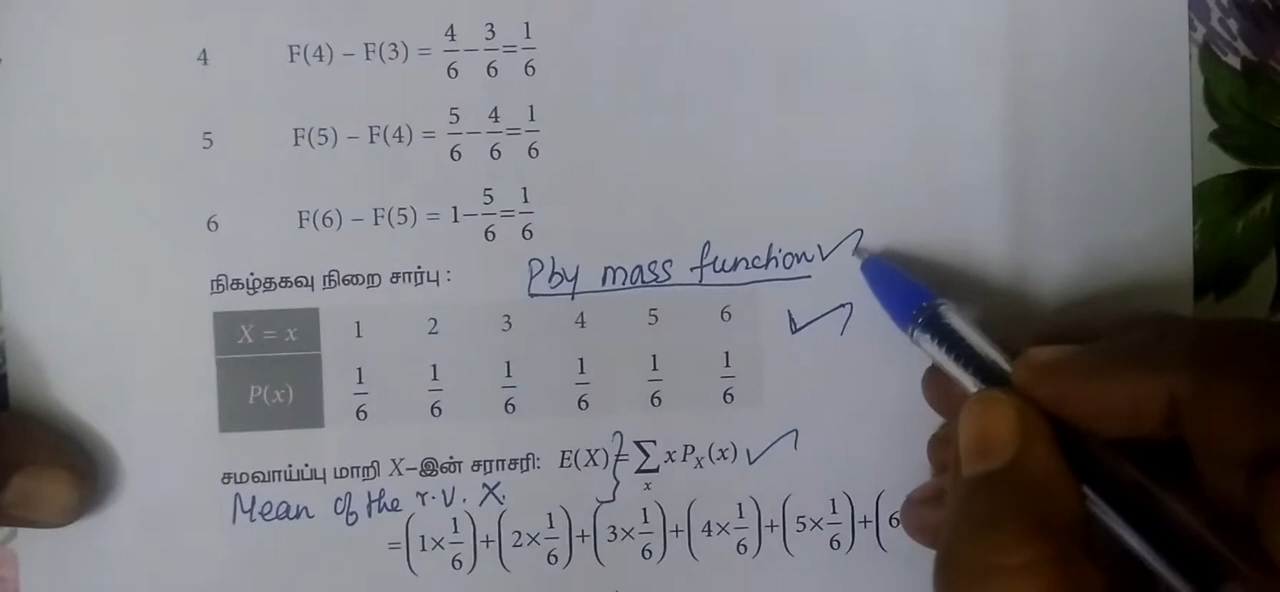 4 F(4) – F(3) = 4/6 – 3/6 = 1/6
5 F(5) – F(4) = 5/6 – 4/6 = 1/6
6 F(6) – F(5) = 1 – 5/6 = 1/6
நிகழ்தகவு நிறை சார்பு : Pby mass function
X = x 1 2 3 4 5 6
P(x) 1/6 1/6 1/6 1/6 1/6 1/6
சமவாய்ப்பு மாறி X–இன் சராசரி: E(X) = ∑x x PX(x)
Mean of the r.v. X.
= (1×1/6) + (2×1/6) + (3×1/6) + (4×1/6) + (5×1/6) + (6